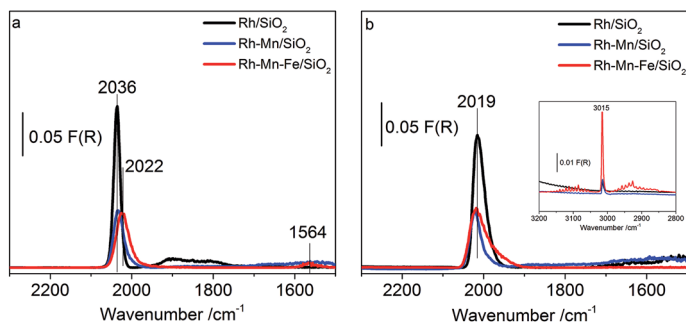 a
Rh/SiO₂
Rh-Mn/SiO₂
Rh-Mn-Fe/SiO₂
2036
0.05 F(R)
2022
1564
2200 2000 1800 1600
Wavenumber /cm⁻¹
b
Rh/SiO₂
Rh-Mn/SiO₂
Rh-Mn-Fe/SiO₂
2019
0.05 F(R)
3015
0.01 F(R)
3200 3100 3000 2900 2800
Wavenumber /cm⁻¹
2200 2000 1800 1600
Wavenumber /cm⁻¹